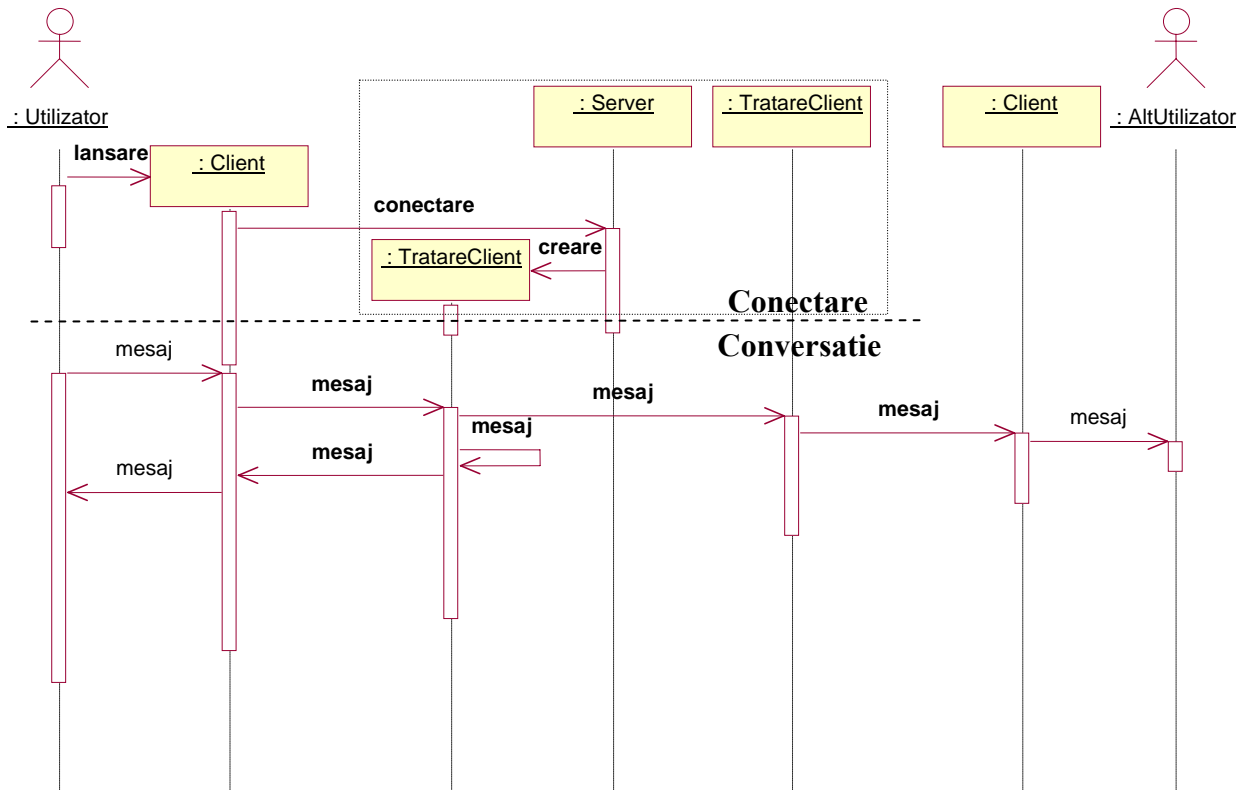 : Utilizator
: Server
: TratareClient
: Client
: AltUtilizator
lansare
: Client
conectare
: TratareClient
creare
Conectare
Conversatie
mesaj
mesaj
mesaj
mesaj
mesaj
mesaj
mesaj
mesaj